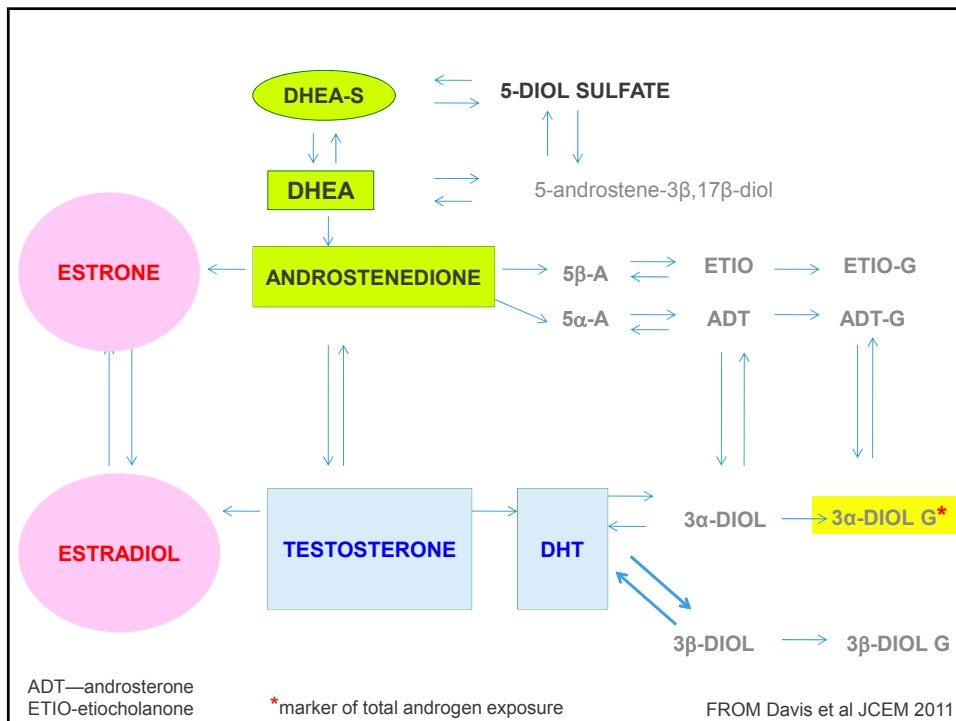 DHEA-S
5-DIOL SULFATE
DHEA
5-androstene-3β,17β-diol
ESTRONE
ANDROSTENEDIONE
5β-A
ETIO
ETIO-G
5α-A
ADT
ADT-G
ESTRADIOL
TESTOSTERONE
DHT
3α-DIOL
3α-DIOL G*
3β-DIOL
3β-DIOL G
ADT—androsterone
ETIO-etiocholanone
*marker of total androgen exposure
FROM Davis et al JCEM 2011